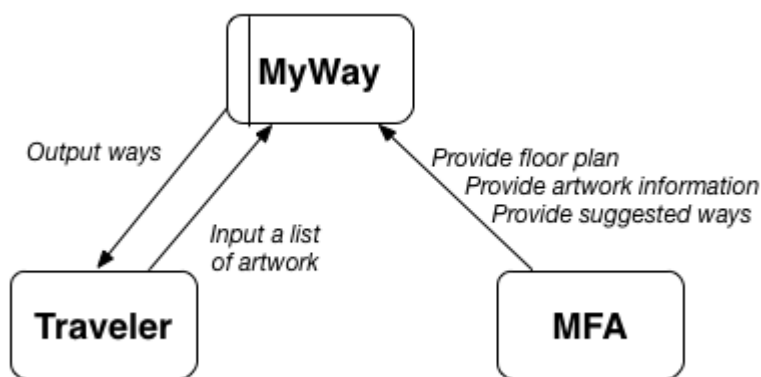 MyWay
Output ways
Provide floor plan
Provide artwork information
Provide suggested ways
Input a list
of artwork
Traveler
MFA